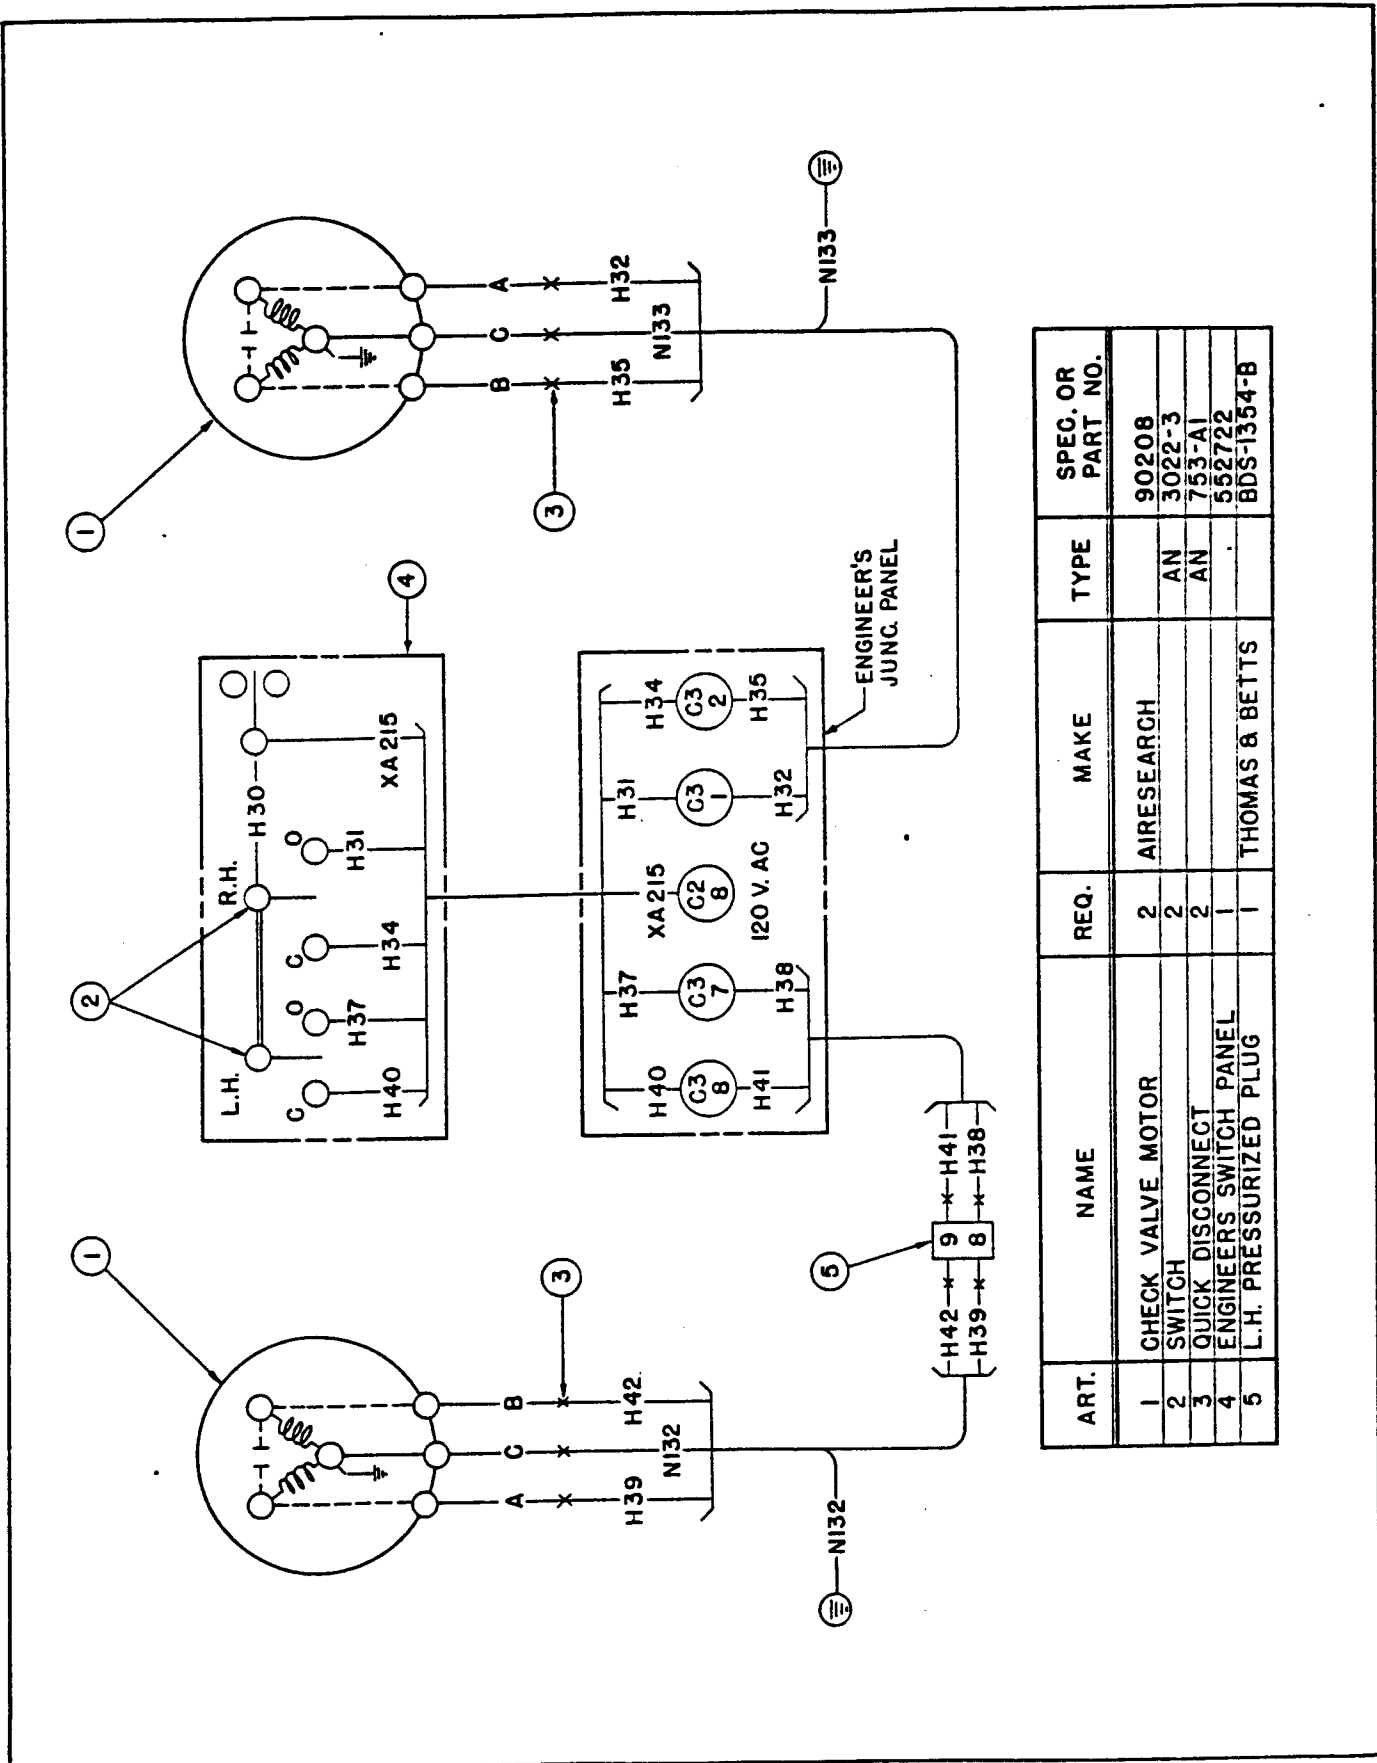 1
A
C
B
H39
H42
N132
3
N132
2
L.H.
R.H.
H30
C
O
C
O
H40
H37
H34
H31
XA215
4
H40
H37
XA215
H31
H34
C3 8
C3 7
C2 8
C3 1
C3 2
H41
H38
120 V. AC
H32
H35
ENGINEER'S
JUNC. PANEL
5
H42
9
H41
H39
8
H38
1
B
C
A
H35
H32
N133
3
N133
ART. NAME REQ. MAKE TYPE SPEC. OR PART NO.
1 CHECK VALVE MOTOR 2 AIRESEARCH 90208
2 SWITCH 2 AN 3022-3
3 QUICK DISCONNECT 2 AN 753-A1
4 ENGINEERS SWITCH PANEL 1 552722
5 L.H. PRESSURIZED PLUG 1 THOMAS & BETTS BDS-1354-B